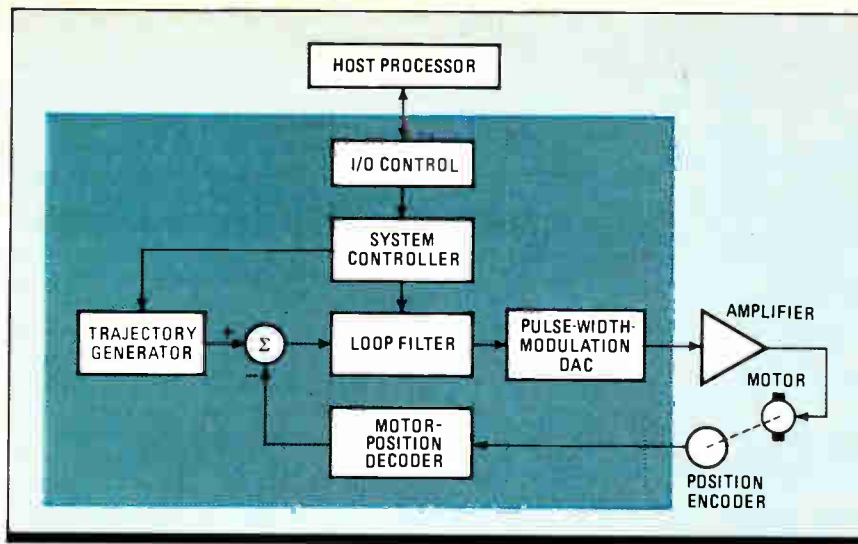 HOST PROCESSOR
I/O CONTROL
SYSTEM
CONTROLLER
TRAJECTORY
GENERATOR
+
Σ
−
LOOP FILTER
PULSE-WIDTH-
MODULATION
DAC
AMPLIFIER
MOTOR
MOTOR-
POSITION
DECODER
POSITION
ENCODER